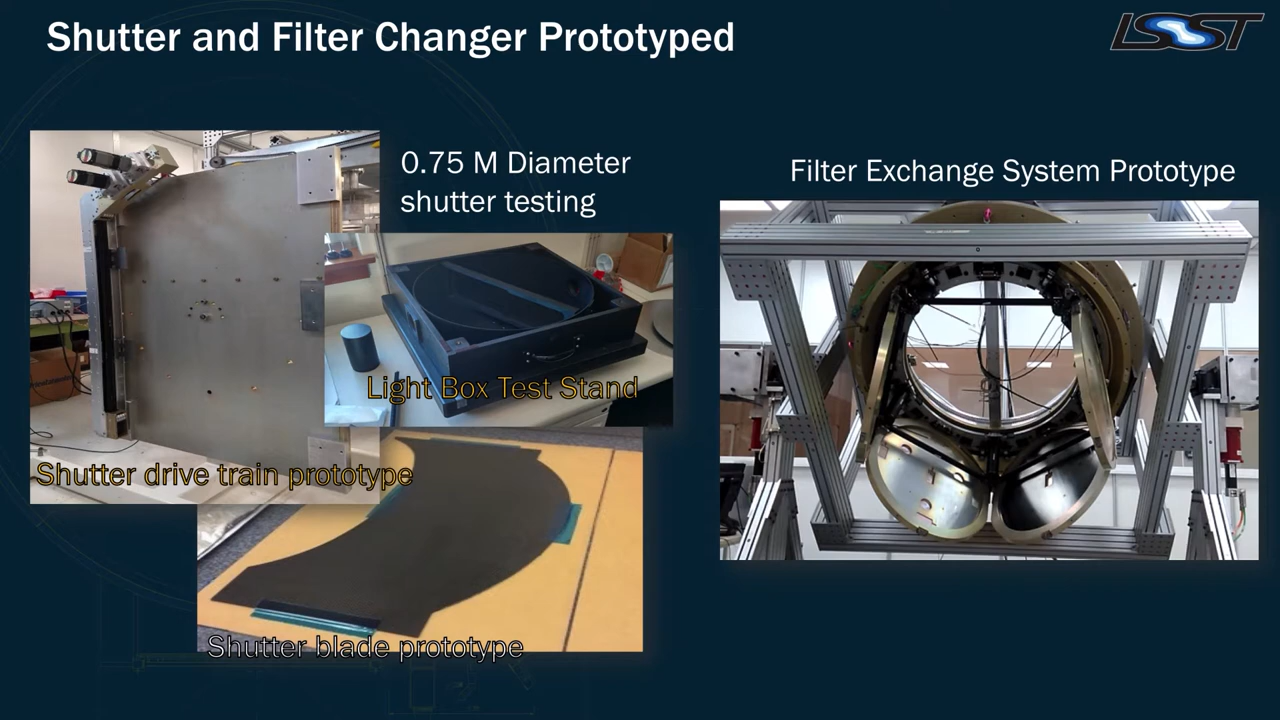 Shutter and Filter Changer Prototyped
LSST
0.75 M Diameter
shutter testing
Filter Exchange System Prototype
Light Box Test Stand
Shutter drive train prototype
Shutter blade prototype